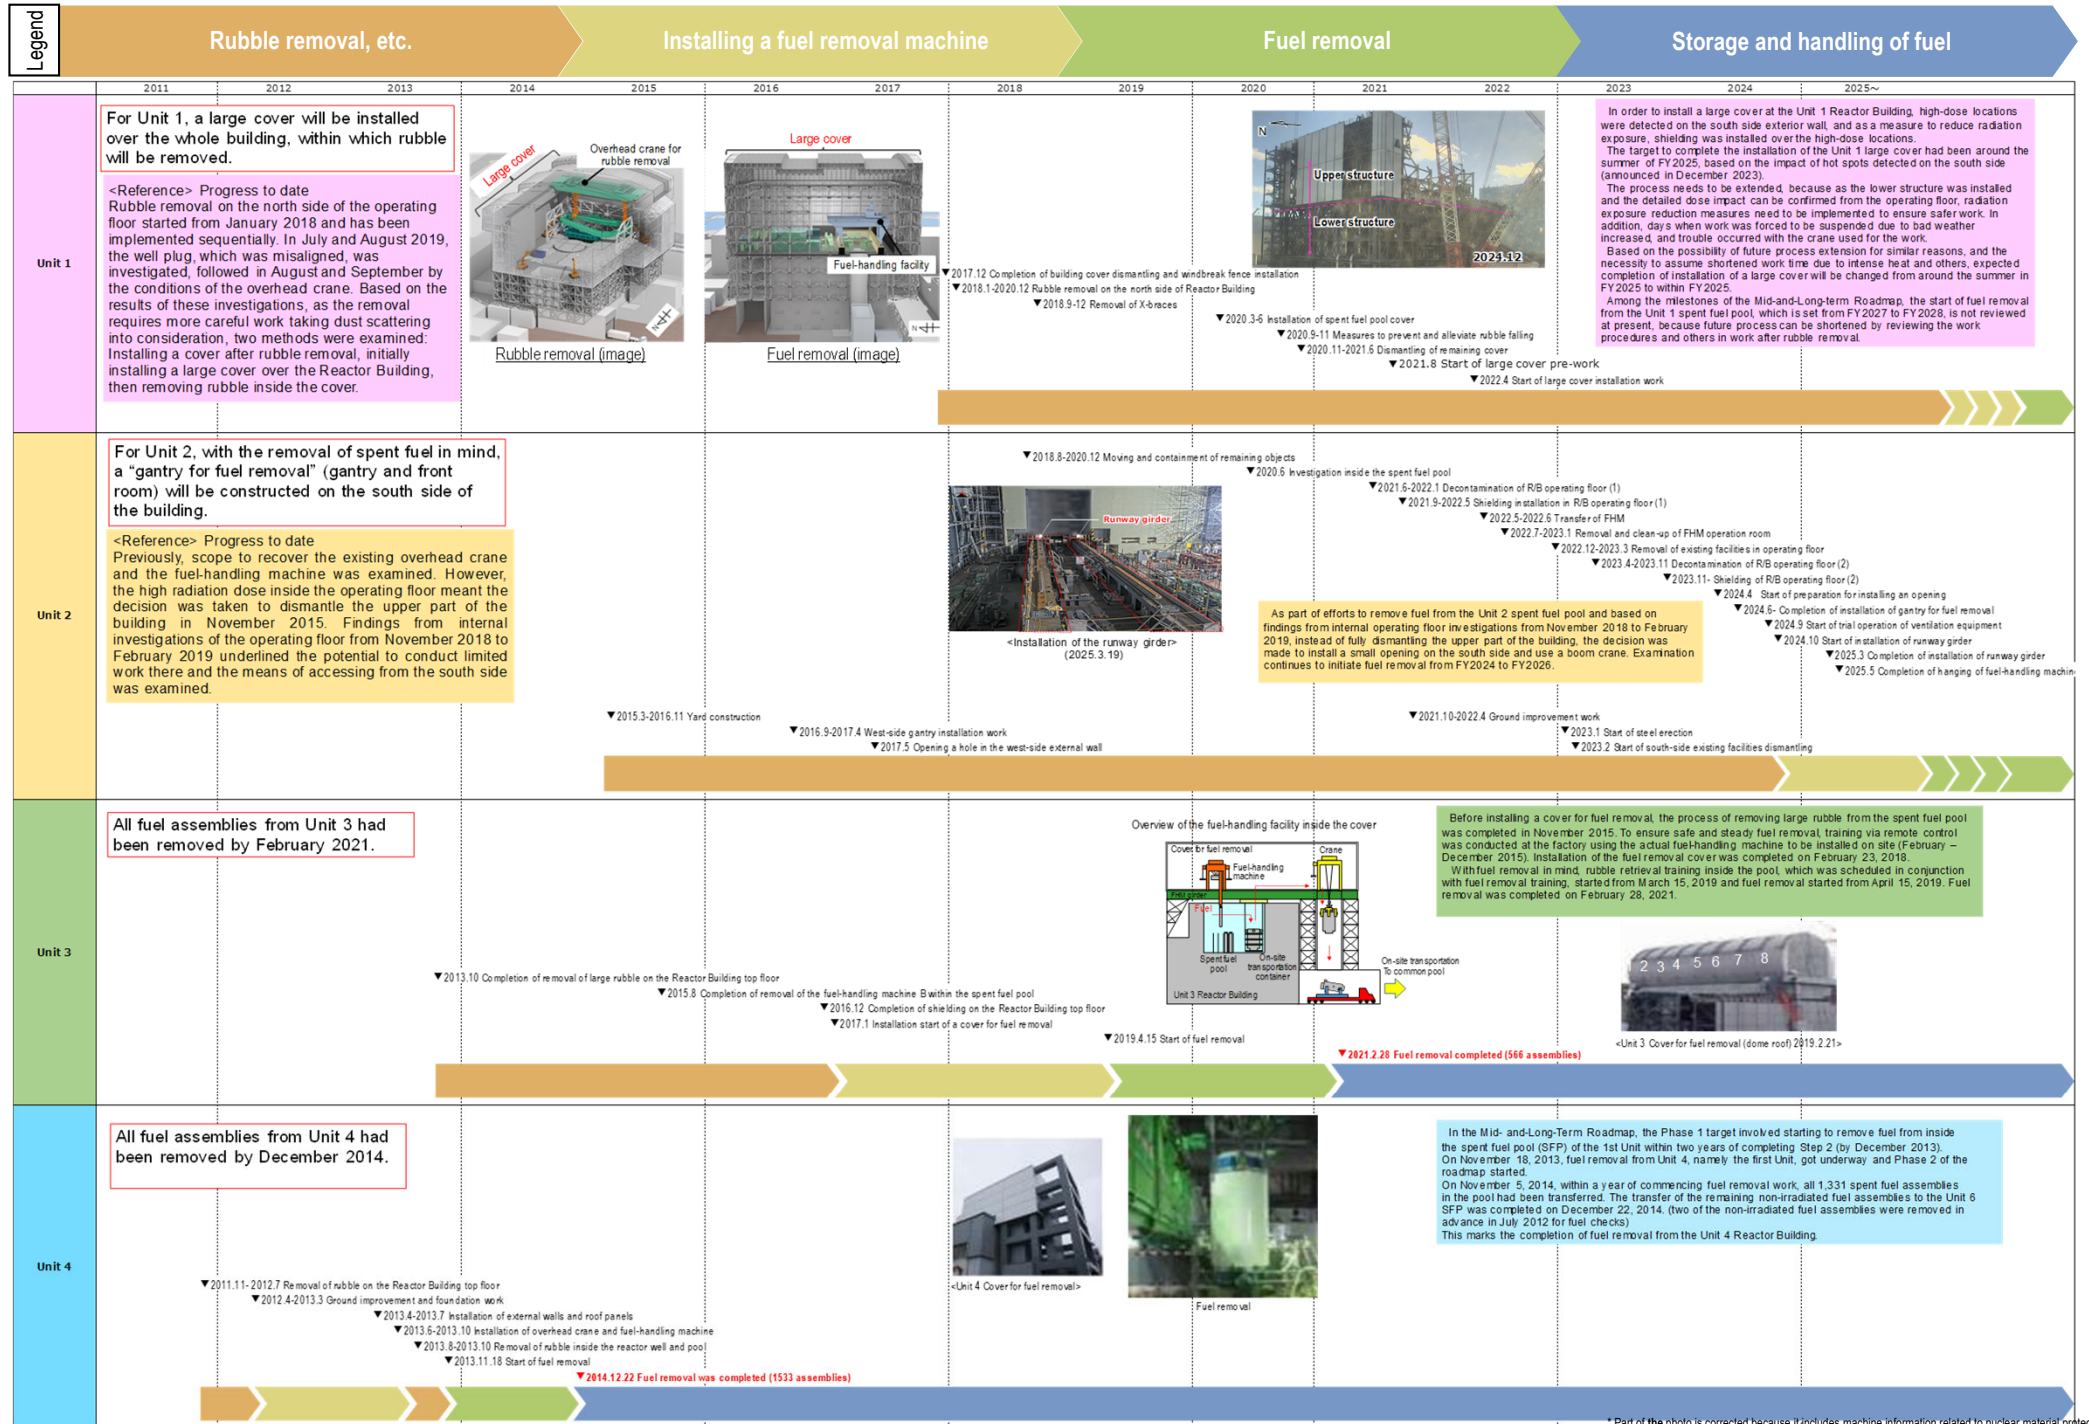 Legend
Rubble removal, etc.
Installing a fuel removal machine
Fuel removal
Storage and handling of fuel
2011
2012
2013
2014
2015
2016
2017
2018
2019
2020
2021
2022
2023
2024
2025～
Unit 1
For Unit 1, a large cover will be installed
over the whole building, within which rubble
will be removed.
<Reference> Progress to date
Rubble removal on the north side of the operating
floor started from January 2018 and has been
implemented sequentially. In July and August 2019,
the well plug, which was misaligned, was
investigated, followed in August and September by
the conditions of the overhead crane. Based on the
results of these investigations, as the removal
requires more careful work taking dust scattering
into consideration, two methods were examined:
Installing a cover after rubble removal, initially
installing a large cover over the Reactor Building,
then removing rubble inside the cover.
Large cover
Overhead crane for
rubble removal
N
Rubble removal (image)
Large cover
Fuel-handling facility
N
Fuel removal (image)
N
Upper structure
Lower structure
2024.12
▼2017.12 Completion of building cover dismantling and windbreak fence installation
▼2018.1-2020.12 Rubble removal on the north side of Reactor Building
▼2018.9-12 Removal of X-braces
▼2020.3-6 Installation of spent fuel pool cover
▼2020.9-11 Measures to prevent and alleviate rubble falling
▼2020.11-2021.6 Dismantling of remaining cover
▼2021.8 Start of large cover pre-work
▼2022.4 Start of large cover installation work
In order to install a large cover at the Unit 1 Reactor Building, high-dose locations
were detected on the south side exterior wall, and as a measure to reduce radiation
exposure, shielding was installed over the high-dose locations.
The target to complete the installation of the Unit 1 large cover had been around the
summer of FY2025, based on the impact of hot spots detected on the south side
(announced in December 2023).
The process needs to be extended, because as the lower structure was installed
and the detailed dose impact can be confirmed from the operating floor, radiation
exposure reduction measures need to be implemented to ensure safer work. In
addition, days when work was forced to be suspended due to bad weather
increased, and trouble occurred with the crane used for the work.
Based on the possibility of future process extension for similar reasons, and the
necessity to assume shortened work time due to intense heat and others, expected
completion of installation of a large cover will be changed from around the summer in
FY2025 to within FY2025.
Among the milestones of the Mid-and-Long-term Roadmap, the start of fuel removal
from the Unit 1 spent fuel pool, which is set from FY2027 to FY2028, is not reviewed
at present, because future process can be shortened by reviewing the work
procedures and others in work after rubble removal.
Unit 2
For Unit 2, with the removal of spent fuel in mind,
a “gantry for fuel removal” (gantry and front
room) will be constructed on the south side of
the building.
<Reference> Progress to date
Previously, scope to recover the existing overhead crane
and the fuel-handling machine was examined. However,
the high radiation dose inside the operating floor meant the
decision was taken to dismantle the upper part of the
building in November 2015. Findings from internal
investigations of the operating floor from November 2018 to
February 2019 underlined the potential to conduct limited
work there and the means of accessing from the south side
was examined.
▼2018.8-2020.12 Moving and containment of remaining objects
▼2020.6 Investigation inside the spent fuel pool
▼2021.6-2022.1 Decontamination of R/B operating floor (1)
▼2021.9-2022.5 Shielding installation in R/B operating floor (1)
▼2022.5-2022.6 Transfer of FHM
▼2022.7-2023.1 Removal and clean-up of FHM operation room
▼2022.12-2023.3 Removal of existing facilities in operating floor
▼2023.4-2023.11 Decontamination of R/B operating floor (2)
▼2023.11- Shielding of R/B operating floor (2)
▼2024.4 Start of preparation for installing an opening
▼2024.6- Completion of installation of gantry for fuel removal
▼2024.9 Start of trial operation of ventilation equipment
▼2024.10 Start of installation of runway girder
▼2025.3 Completion of installation of runway girder
▼2025.5 Completion of hanging of fuel-handling machin
Runway girder
<Installation of the runway girder>
(2025.3.19)
As part of efforts to remove fuel from the Unit 2 spent fuel pool and based on
findings from internal operating floor investigations from November 2018 to February
2019, instead of fully dismantling the upper part of the building, the decision was
made to install a small opening on the south side and use a boom crane. Examination
continues to initiate fuel removal from FY2024 to FY2026.
▼2015.3-2016.11 Yard construction
▼2016.9-2017.4 West-side gantry installation work
▼2017.5 Opening a hole in the west-side external wall
▼2021.10-2022.4 Ground improvement work
▼2023.1 Start of steel erection
▼2023.2 Start of south-side existing facilities dismantling
Unit 3
All fuel assemblies from Unit 3 had
been removed by February 2021.
Overview of the fuel-handling facility inside the cover
Cover for fuel removal
Crane
Fuel-handling
machine
FHM girder
Fuel
Spent fuel
pool
On-site
transportation
container
On-site transportation
To common pool
Unit 3 Reactor Building
Before installing a cover for fuel removal, the process of removing large rubble from the spent fuel pool
was completed in November 2015. To ensure safe and steady fuel removal, training via remote control
was conducted at the factory using the actual fuel-handling machine to be installed on site (February –
December 2015). Installation of the fuel removal cover was completed on February 23, 2018.
With fuel removal in mind, rubble retrieval training inside the pool, which was scheduled in conjunction
with fuel removal training, started from March 15, 2019 and fuel removal started from April 15, 2019. Fuel
removal was completed on February 28, 2021.
2 3 4 5 6 7 8
<Unit 3 Cover for fuel removal (dome roof) 2019.2.21>
▼2013.10 Completion of removal of large rubble on the Reactor Building top floor
▼2015.8 Completion of removal of the fuel-handling machine B within the spent fuel pool
▼2016.12 Completion of shielding on the Reactor Building top floor
▼2017.1 Installation start of a cover for fuel removal
▼2019.4.15 Start of fuel removal
▼2021.2.28 Fuel removal completed (566 assemblies)
Unit 4
All fuel assemblies from Unit 4 had
been removed by December 2014.
<Unit 4 Cover for fuel removal>
Fuel removal
In the Mid- and-Long-Term Roadmap, the Phase 1 target involved starting to remove fuel from inside
the spent fuel pool (SFP) of the 1st Unit within two years of completing Step 2 (by December 2013).
On November 18, 2013, fuel removal from Unit 4, namely the first Unit, got underway and Phase 2 of the
roadmap started.
On November 5, 2014, within a year of commencing fuel removal work, all 1,331 spent fuel assemblies
in the pool had been transferred. The transfer of the remaining non-irradiated fuel assemblies to the Unit 6
SFP was completed on December 22, 2014. (two of the non-irradiated fuel assemblies were removed in
advance in July 2012 for fuel checks)
This marks the completion of fuel removal from the Unit 4 Reactor Building.
▼2011.11- 2012.7 Removal of rubble on the Reactor Building top floor
▼2012.4-2013.3 Ground improvement and foundation work
▼2013.4-2013.7 Installation of external walls and roof panels
▼2013.6-2013.10 Installation of overhead crane and fuel-handling machine
▼2013.8-2013.10 Removal of rubble inside the reactor well and pool
▼2013.11.18 Start of fuel removal
▼2014.12.22 Fuel removal was completed (1533 assemblies)
* Part of the photo is corrected because it includes machine information related to nuclear material protec